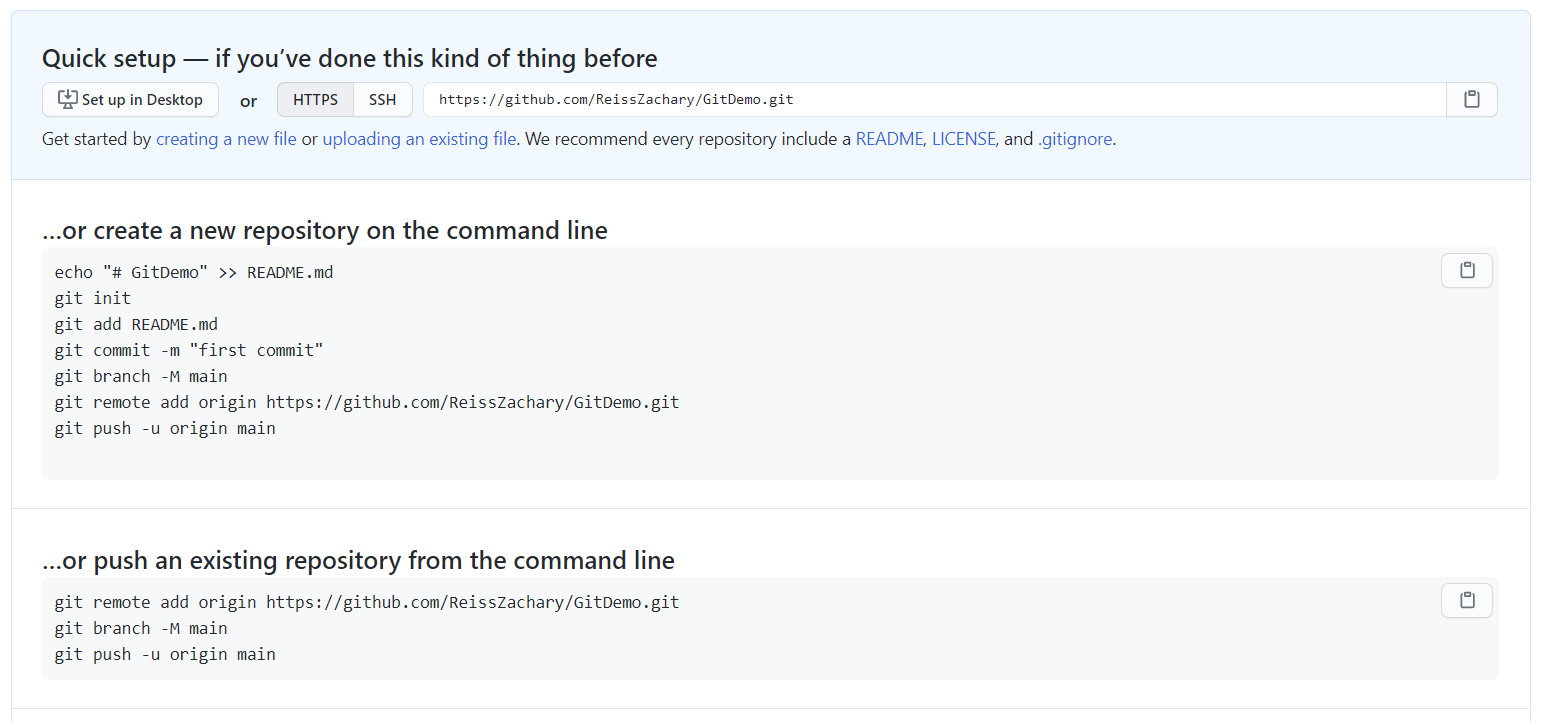 Quick setup — if you’ve done this kind of thing before
Set up in Desktop or HTTPS SSH https://github.com/ReissZachary/GitDemo.git
Get started by creating a new file or uploading an existing file. We recommend every repository include a README, LICENSE, and .gitignore.
…or create a new repository on the command line
echo "# GitDemo" >> README.md
git init
git add README.md
git commit -m "first commit"
git branch -M main
git remote add origin https://github.com/ReissZachary/GitDemo.git
git push -u origin main
…or push an existing repository from the command line
git remote add origin https://github.com/ReissZachary/GitDemo.git
git branch -M main
git push -u origin main